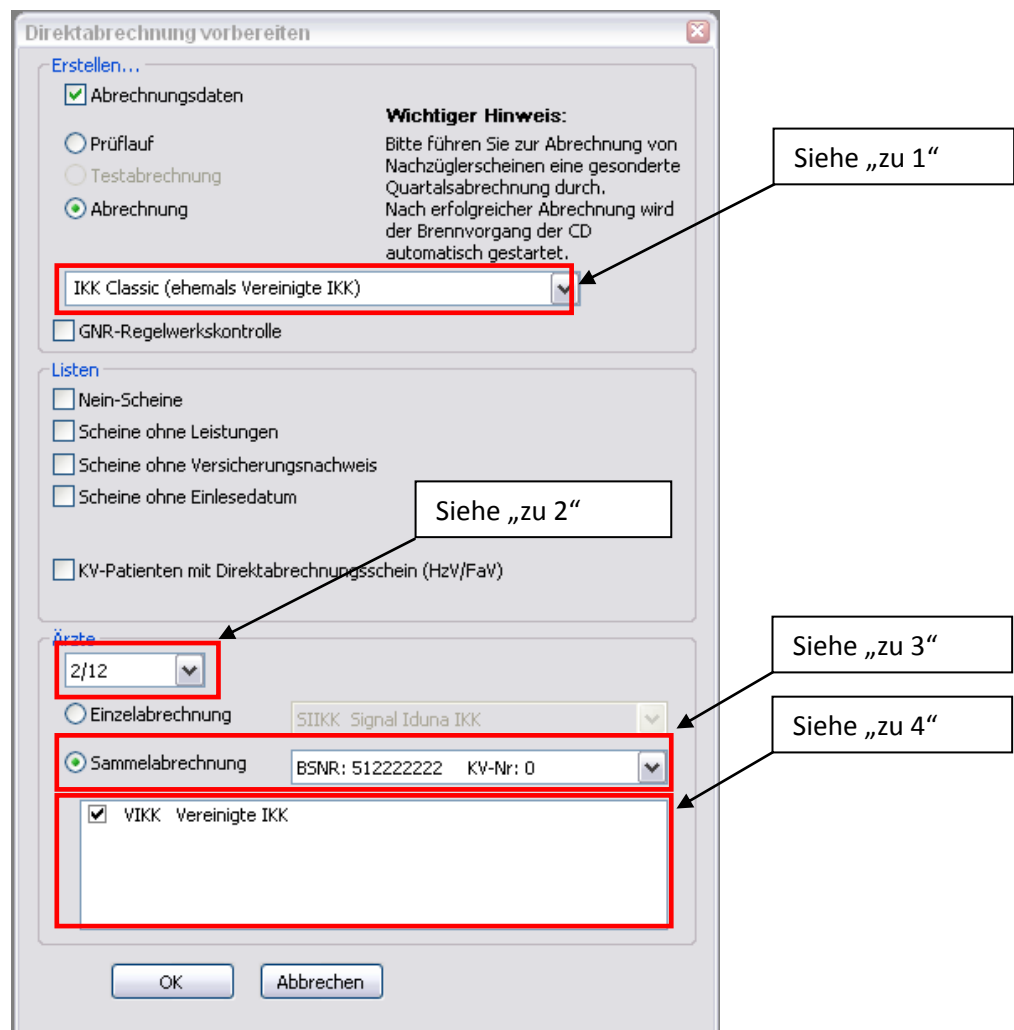 Direktabrechnung vorbereiten
Erstellen...
Abrechnungsdaten
Wichtiger Hinweis:
Prüflauf
Bitte führen Sie zur Abrechnung von
Nachzüglerscheinen eine gesonderte
Testabrechnung
Quartalsabrechnung durch.
Abrechnung
Nach erfolgreicher Abrechnung wird
der Brennvorgang der CD
automatisch gestartet.
Siehe „zu 1“
IKK Classic (ehemals Vereinigte IKK)
GNR-Regelwerkskontrolle
Listen
Nein-Scheine
Scheine ohne Leistungen
Scheine ohne Versicherungsnachweis
Scheine ohne Einlesedatum
Siehe „zu 2“
KV-Patienten mit Direktabrechnungsschein (HzV/FaV)
Ärzte
2/12
Siehe „zu 3“
Einzelabrechnung SIIKK Signal Iduna IKK
Siehe „zu 4“
Sammelabrechnung BSNR: 512222222 KV-Nr: 0
VIKK Vereinigte IKK
OK Abbrechen